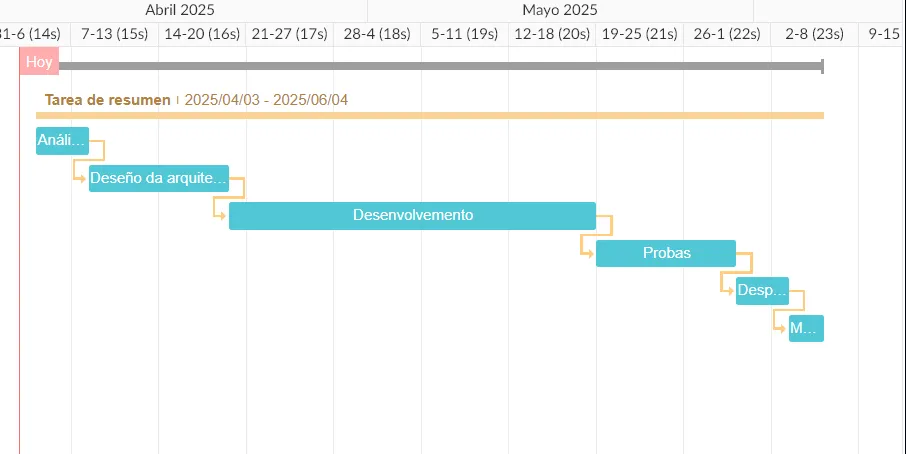 Abril 2025 Mayo 2025
31-6 (14s) 7-13 (15s) 14-20 (16s) 21-27 (17s) 28-4 (18s) 5-11 (19s) 12-18 (20s) 19-25 (21s) 26-1 (22s) 2-8 (23s) 9-15
Hoy
Tarea de resumen | 2025/04/03 - 2025/06/04
Análi...
Deseño da arquite...
Desenvolvemento
Probas
Desp...
M...